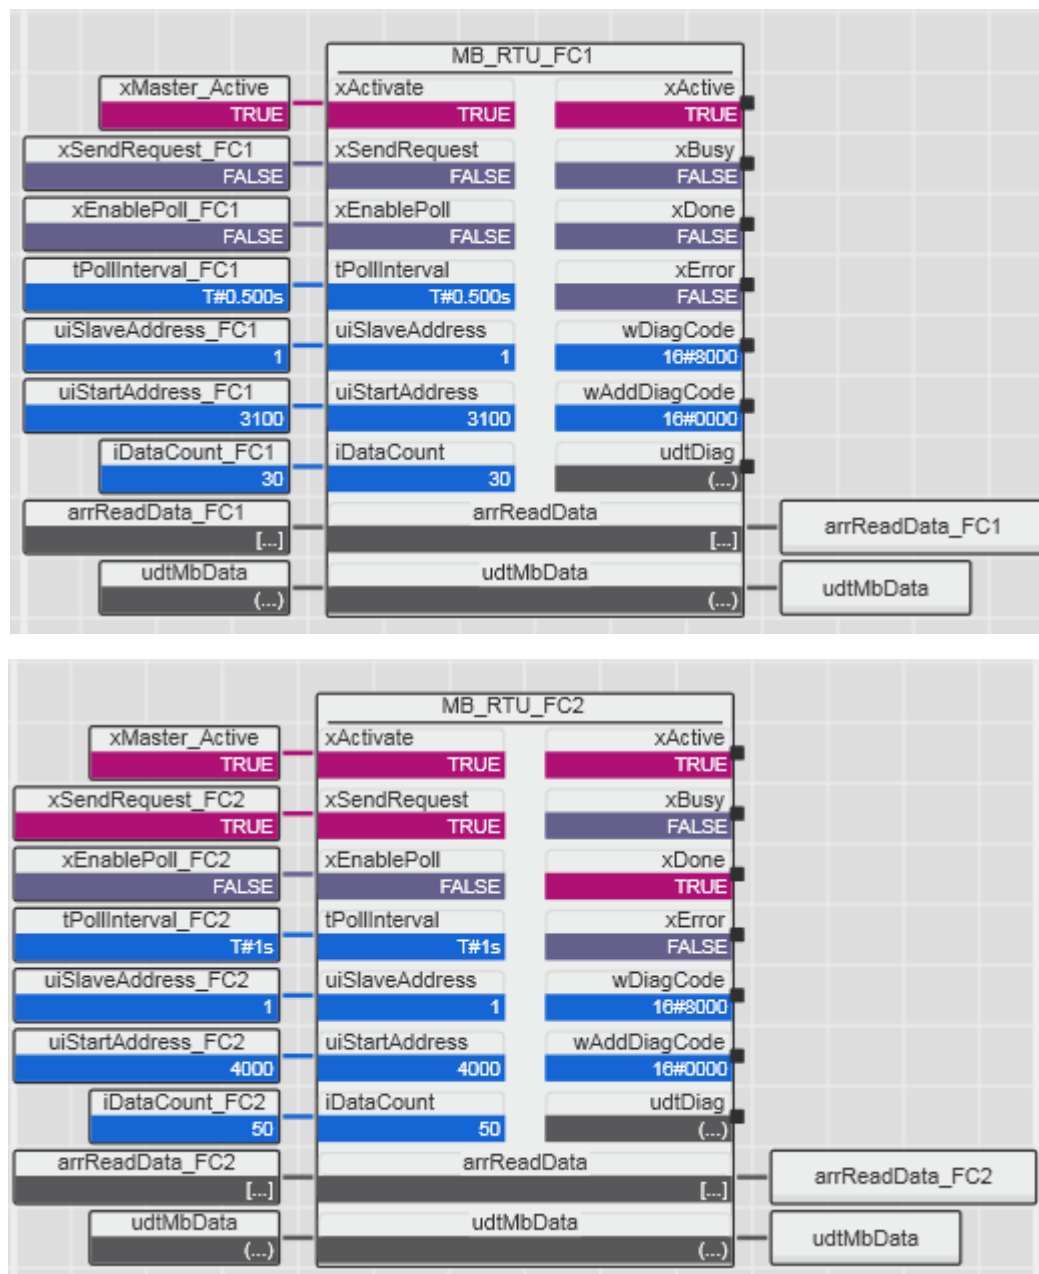 MB_RTU_FC1
xMaster_Active xActivate xActive
TRUE TRUE TRUE
xSendRequest_FC1 xSendRequest xBusy
FALSE FALSE FALSE
xEnablePoll_FC1 xEnablePoll xDone
FALSE FALSE FALSE
tPollInterval_FC1 tPollInterval xError
T#0.500s T#0.500s FALSE
uiSlaveAddress_FC1 uiSlaveAddress wDiagCode
1 1 16#8000
uiStartAddress_FC1 uiStartAddress wAddDiagCode
3100 3100 16#0000
iDataCount_FC1 iDataCount udtDiag
30 30 (...)
arrReadData_FC1 arrReadData arrReadData_FC1
[...] [...]
udtMbData udtMbData udtMbData
(...) (...)
MB_RTU_FC2
xMaster_Active xActivate xActive
TRUE TRUE TRUE
xSendRequest_FC2 xSendRequest xBusy
TRUE TRUE FALSE
xEnablePoll_FC2 xEnablePoll xDone
FALSE FALSE TRUE
tPollInterval_FC2 tPollInterval xError
T#1s T#1s FALSE
uiSlaveAddress_FC2 uiSlaveAddress wDiagCode
1 1 16#8000
uiStartAddress_FC2 uiStartAddress wAddDiagCode
4000 4000 16#0000
iDataCount_FC2 iDataCount udtDiag
50 50 (...)
arrReadData_FC2 arrReadData arrReadData_FC2
[...] [...]
udtMbData udtMbData udtMbData
(...) (...)